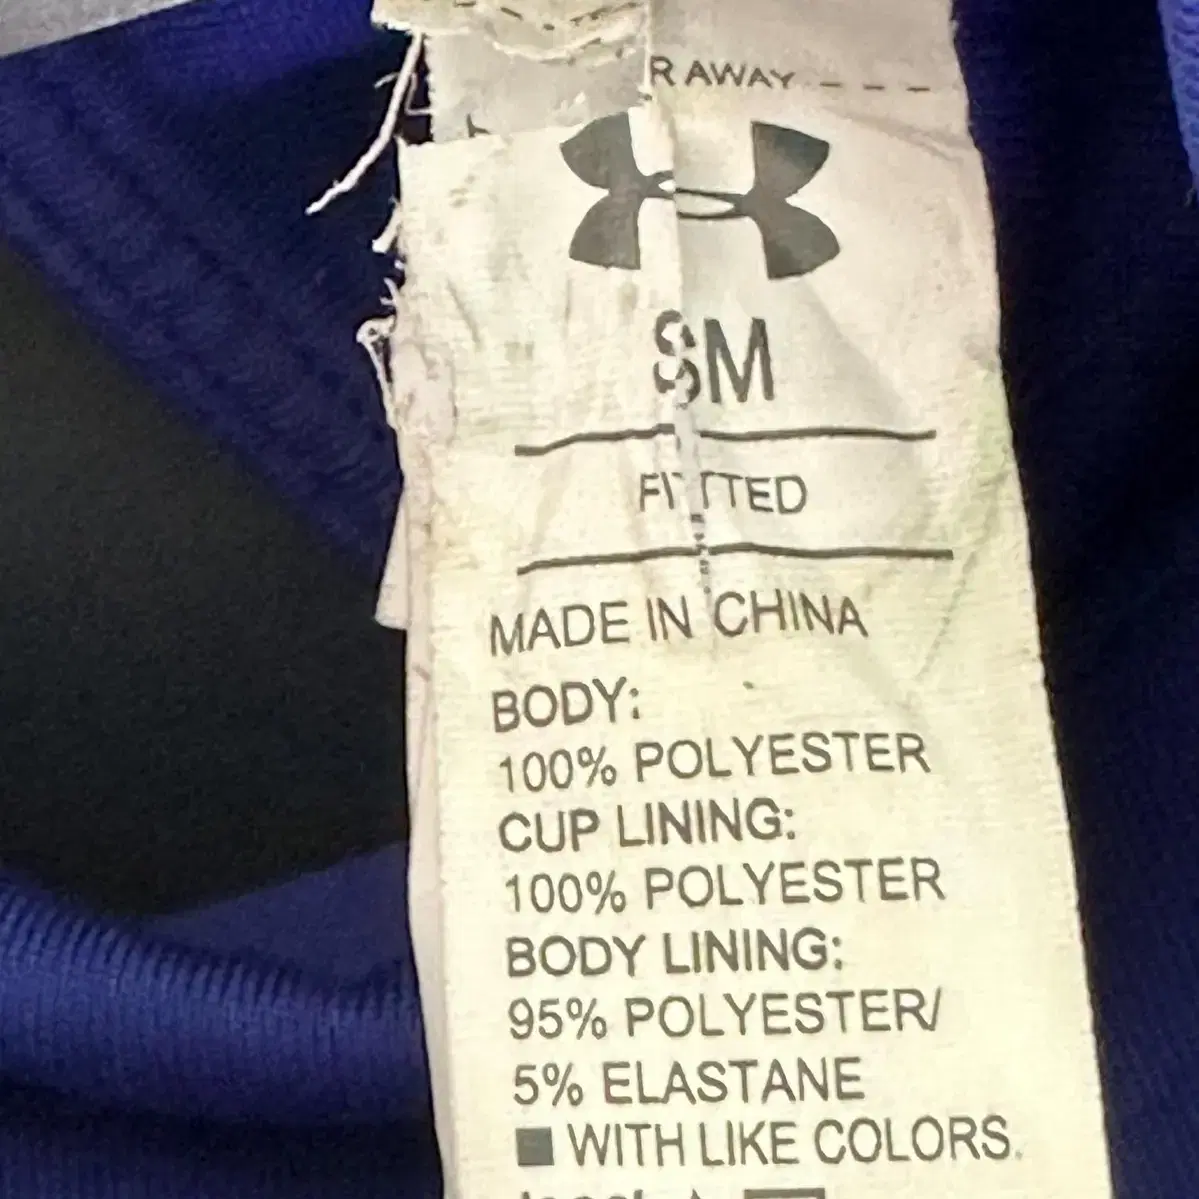 R AWAY - - -
SM
FITTED
MADE IN CHINA
BODY:
100% POLYESTER
CUP LINING:
100% POLYESTER
BODY LINING:
95% POLYESTER/
5% ELASTANE
■ WITH LIKE COLORS.